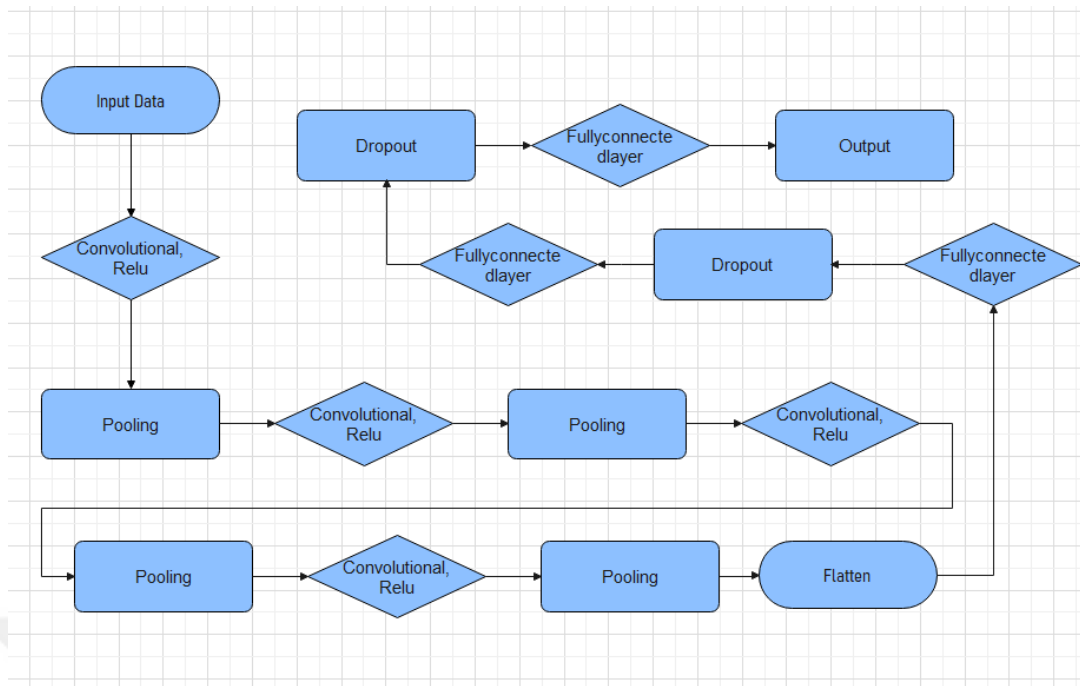 Input Data
Dropout
Fullyconnecte
dlayer
Output
Convolutional,
Relu
Fullyconnecte
dlayer
Dropout
Fullyconnecte
dlayer
Pooling
Convolutional,
Relu
Pooling
Convolutional,
Relu
Pooling
Convolutional,
Relu
Pooling
Flatten